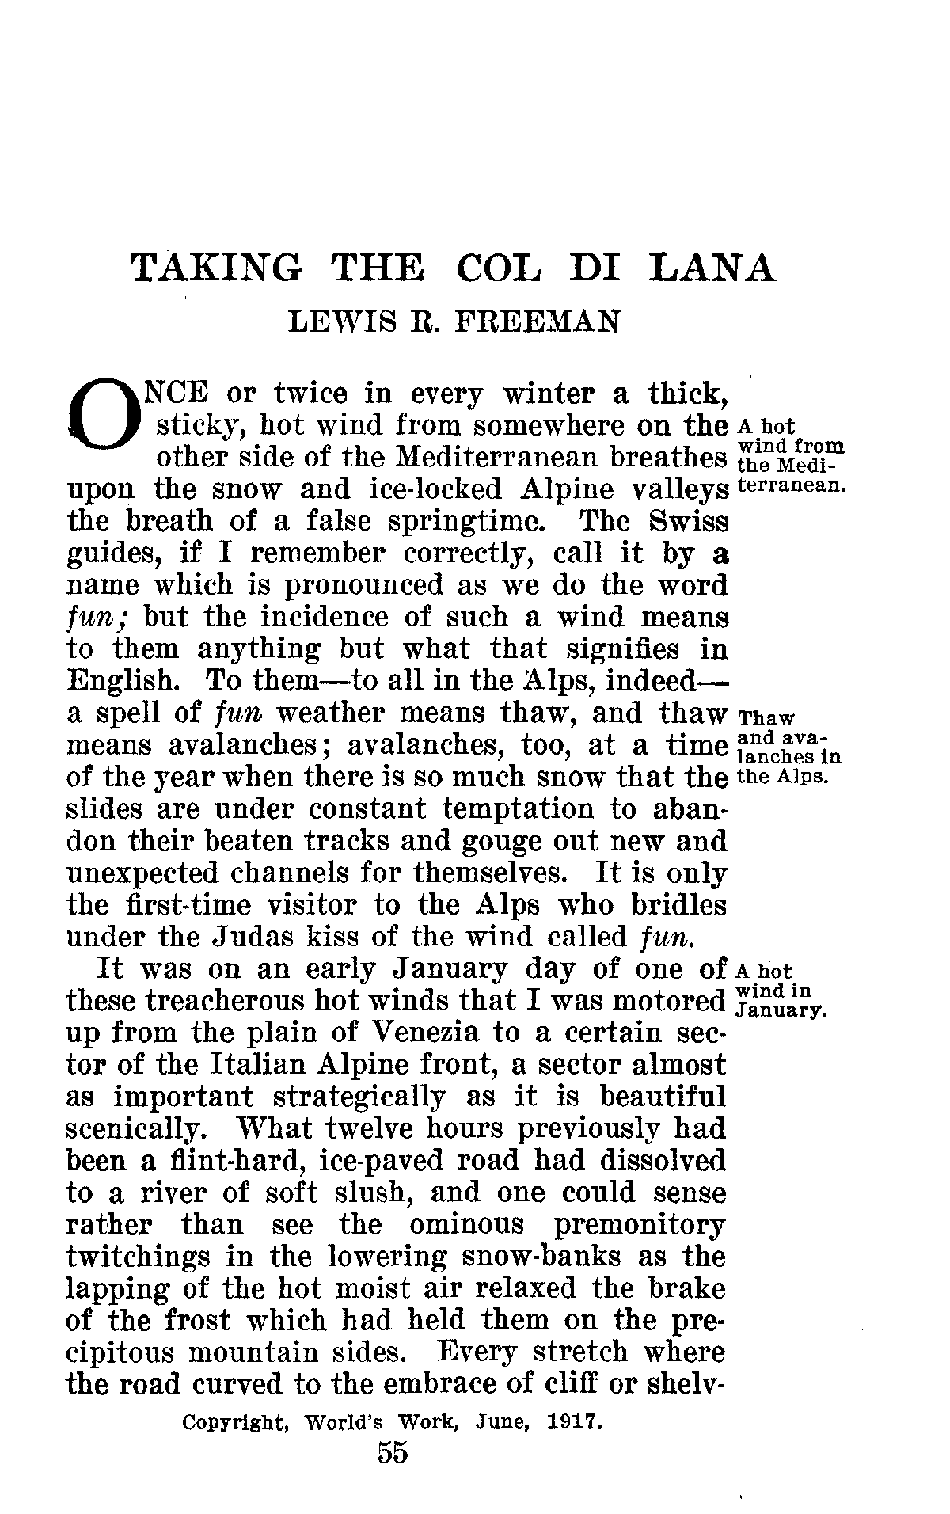 TAKING THE COL DI LANA
LEWIS R. FREEMAN
ONCE or twice in every winter a thick,
sticky, hot wind from somewhere on the
other side of the Mediterranean breathes
upon the snow and ice-locked Alpine valleys
the breath of a false springtime. The Swiss
guides, if I remember correctly, call it by a
name which is pronounced as we do the word
fun; but the incidence of such a wind means
to them anything but what that signifies in
English. To them—to all in the Alps, indeed—
a spell of fun weather means thaw, and thaw
means avalanches; avalanches, too, at a time
of the year when there is so much snow that the
slides are under constant temptation to aban-
don their beaten tracks and gouge out new and
unexpected channels for themselves. It is only
the first-time visitor to the Alps who bridles
under the Judas kiss of the wind called fun.
It was on an early January day of one of
these treacherous hot winds that I was motored
up from the plain of Venezia to a certain sec-
tor of the Italian Alpine front, a sector almost
as important strategically as it is beautiful
scenically. What twelve hours previously had
been a flint-hard, ice-paved road had dissolved
to a river of soft slush, and one could sense
rather than see the ominous premonitory
twitchings in the lowering snow-banks as the
lapping of the hot moist air relaxed the brake
of the frost which had held them on the pre-
cipitous mountain sides. Every stretch where
the road curved to the embrace of cliff or shelv-
A hot
wind from
the Medi-
terranean.
Thaw
and ava-
lanches in
the Alps.
A hot
wind in
January.
Copyright, World's Work, June, 1917.
55